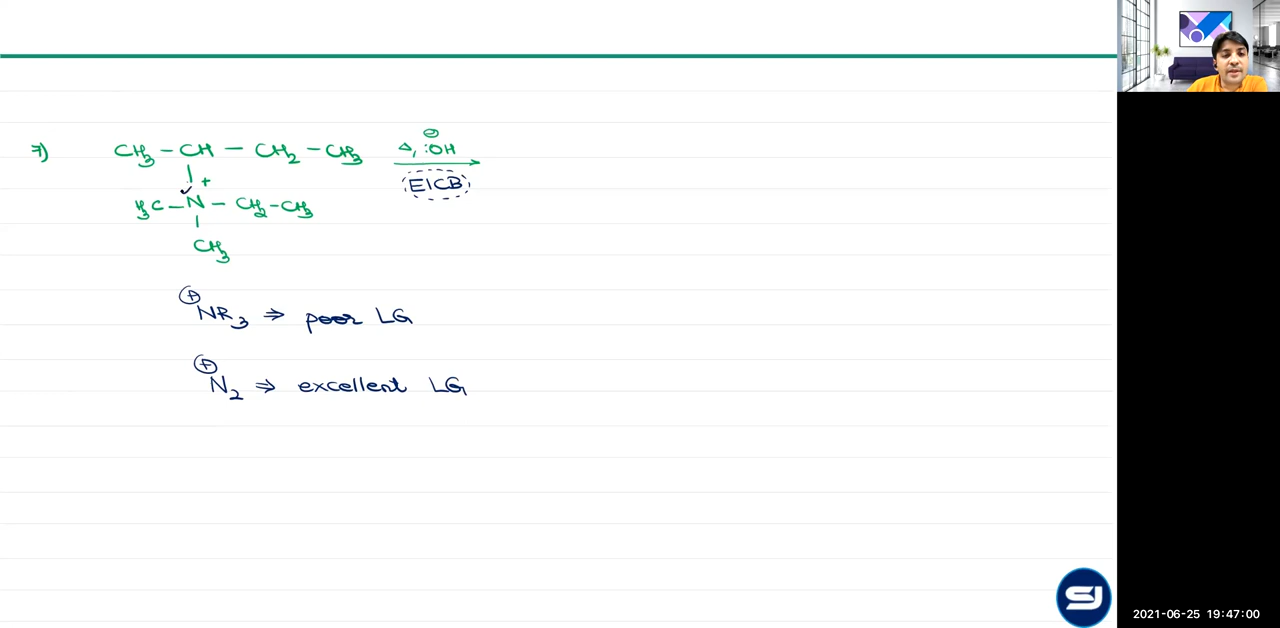 7) CH3 - CH - CH2 - CH3 Δ, :OH ⊖
E1CB
+
H3C - N - CH2 - CH3
CH3
⊕NR3 ⇒ poor LG
⊕N2 ⇒ excellent LG
SJ
2021-06-25 19:47:00